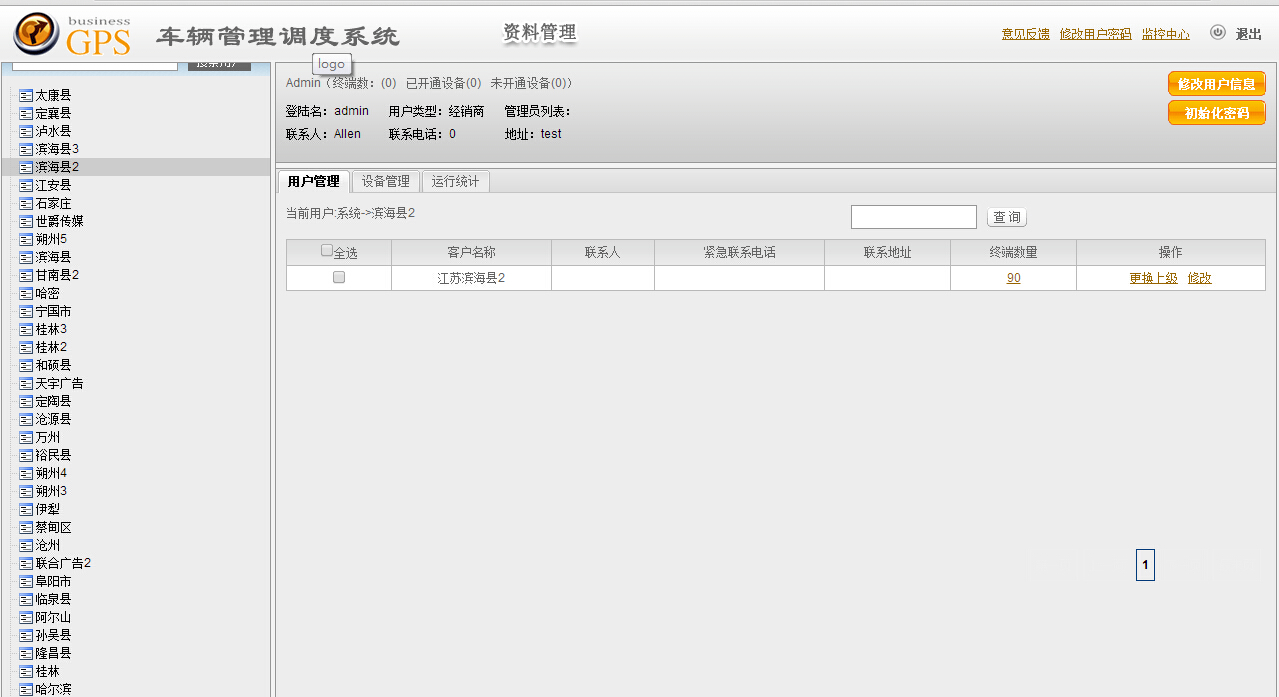 business
GPS
车辆管理调度系统
资料管理
意见反馈 修改用户密码 监控中心 退出
logo
搜索用户
太康县
定襄县
泸水县
滨海县3
滨海县2
江安县
石家庄
世爵传媒
朔州5
滨海县
甘南县2
哈密
宁国市
桂林3
桂林2
和硕县
天宇广告
定陶县
沧源县
万州
裕民县
朔州4
朔州3
伊犁
蔡甸区
沧州
联合广告2
阜阳市
临泉县
阿尔山
孙吴县
隆昌县
桂林
哈尔滨
Admin（终端数：(0) 已开通设备(0) 未开通设备(0)）
登陆名：admin 用户类型：经销商 管理员列表：
联系人：Allen 联系电话：0 地址：test
修改用户信息
初始化密码
用户管理 设备管理 运行统计
当前用户:系统->滨海县2
查询
全选 客户名称 联系人 紧急联系电话 联系地址 终端数量 操作
江苏滨海县2 90 更换上级 修改
1